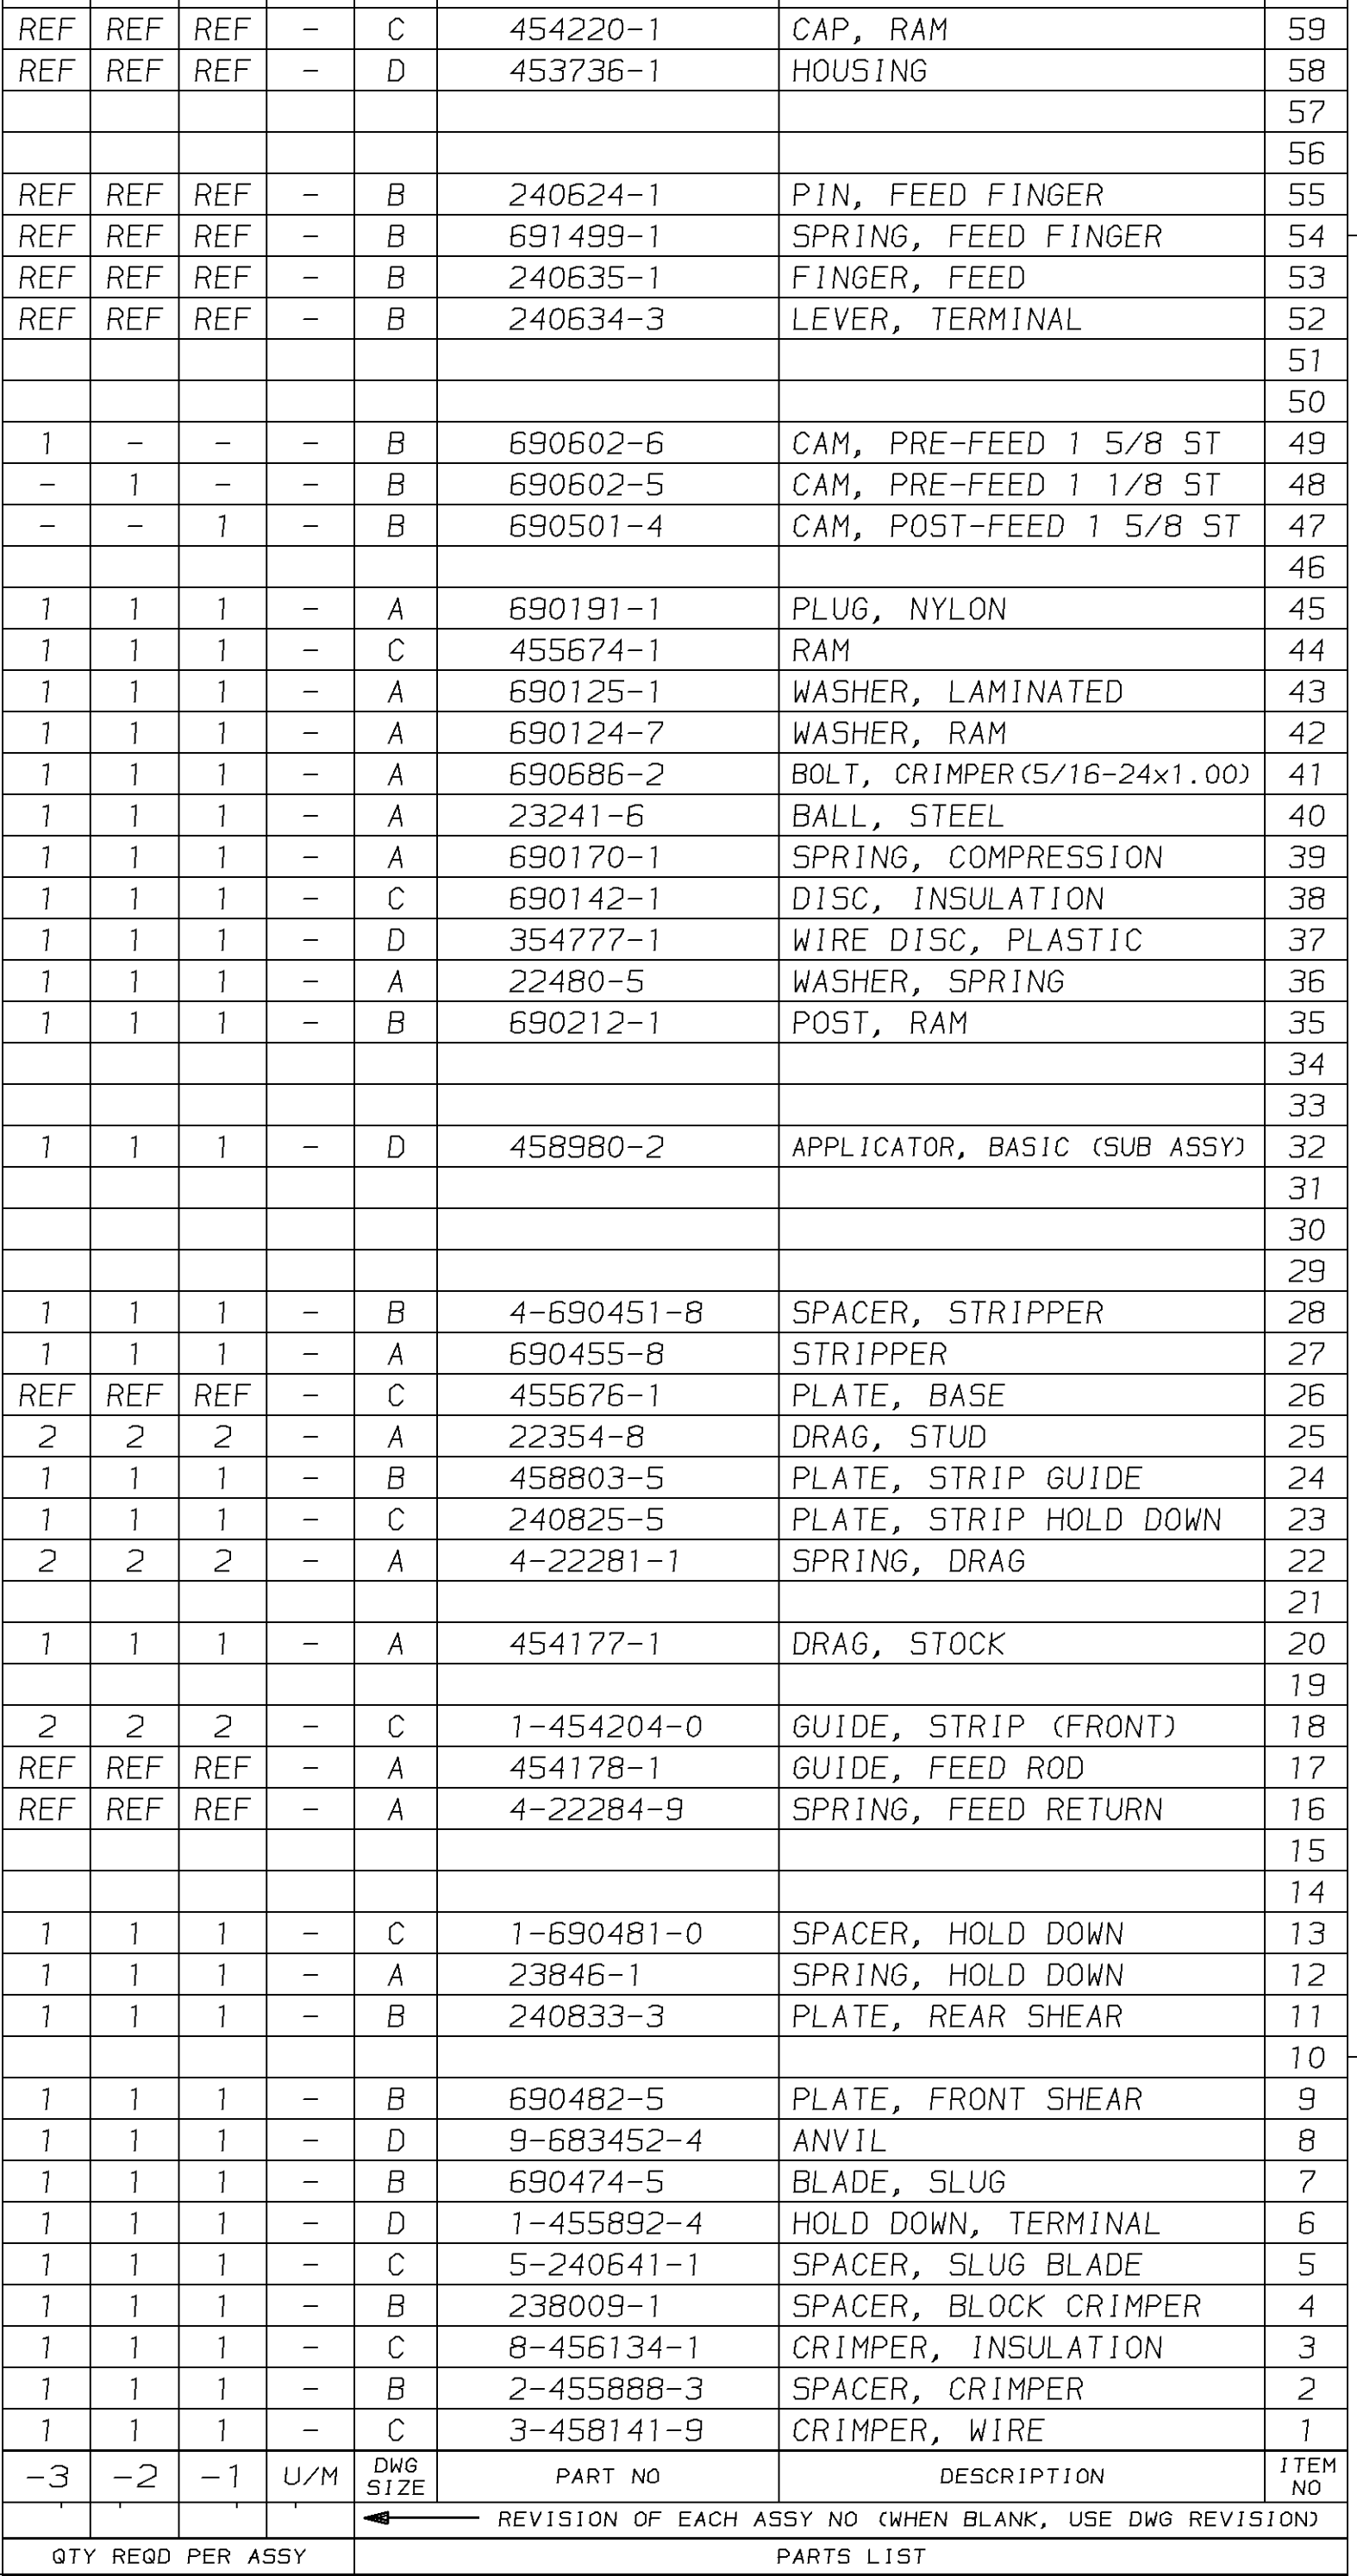 REF REF REF - C 454220-1 CAP, RAM 59
REF REF REF - D 453736-1 HOUSING 58
57
56
REF REF REF - B 240624-1 PIN, FEED FINGER 55
REF REF REF - B 691499-1 SPRING, FEED FINGER 54
REF REF REF - B 240635-1 FINGER, FEED 53
REF REF REF - B 240634-3 LEVER, TERMINAL 52
51
50
1 - - - B 690602-6 CAM, PRE-FEED 1 5/8 ST 49
- 1 - - B 690602-5 CAM, PRE-FEED 1 1/8 ST 48
- - 1 - B 690501-4 CAM, POST-FEED 1 5/8 ST 47
46
1 1 1 - A 690191-1 PLUG, NYLON 45
1 1 1 - C 455674-1 RAM 44
1 1 1 - A 690125-1 WASHER, LAMINATED 43
1 1 1 - A 690124-7 WASHER, RAM 42
1 1 1 - A 690686-2 BOLT, CRIMPER(5/16-24x1.00) 41
1 1 1 - A 23241-6 BALL, STEEL 40
1 1 1 - A 690170-1 SPRING, COMPRESSION 39
1 1 1 - C 690142-1 DISC, INSULATION 38
1 1 1 - D 354777-1 WIRE DISC, PLASTIC 37
1 1 1 - A 22480-5 WASHER, SPRING 36
1 1 1 - B 690212-1 POST, RAM 35
34
33
1 1 1 - D 458980-2 APPLICATOR, BASIC (SUB ASSY) 32
31
30
29
1 1 1 - B 4-690451-8 SPACER, STRIPPER 28
1 1 1 - A 690455-8 STRIPPER 27
REF REF REF - C 455676-1 PLATE, BASE 26
2 2 2 - A 22354-8 DRAG, STUD 25
1 1 1 - B 458803-5 PLATE, STRIP GUIDE 24
1 1 1 - C 240825-5 PLATE, STRIP HOLD DOWN 23
2 2 2 - A 4-22281-1 SPRING, DRAG 22
21
1 1 1 - A 454177-1 DRAG, STOCK 20
19
2 2 2 - C 1-454204-0 GUIDE, STRIP (FRONT) 18
REF REF REF - A 454178-1 GUIDE, FEED ROD 17
REF REF REF - A 4-22284-9 SPRING, FEED RETURN 16
15
14
1 1 1 - C 1-690481-0 SPACER, HOLD DOWN 13
1 1 1 - A 23846-1 SPRING, HOLD DOWN 12
1 1 1 - B 240833-3 PLATE, REAR SHEAR 11
10
1 1 1 - B 690482-5 PLATE, FRONT SHEAR 9
1 1 1 - D 9-683452-4 ANVIL 8
1 1 1 - B 690474-5 BLADE, SLUG 7
1 1 1 - D 1-455892-4 HOLD DOWN, TERMINAL 6
1 1 1 - C 5-240641-1 SPACER, SLUG BLADE 5
1 1 1 - B 238009-1 SPACER, BLOCK CRIMPER 4
1 1 1 - C 8-456134-1 CRIMPER, INSULATION 3
1 1 1 - B 2-455888-3 SPACER, CRIMPER 2
1 1 1 - C 3-458141-9 CRIMPER, WIRE 1
-3 -2 -1 U/M DWG SIZE PART NO DESCRIPTION ITEM NO
REVISION OF EACH ASSY NO (WHEN BLANK, USE DWG REVISION)
QTY REQD PER ASSY PARTS LIST